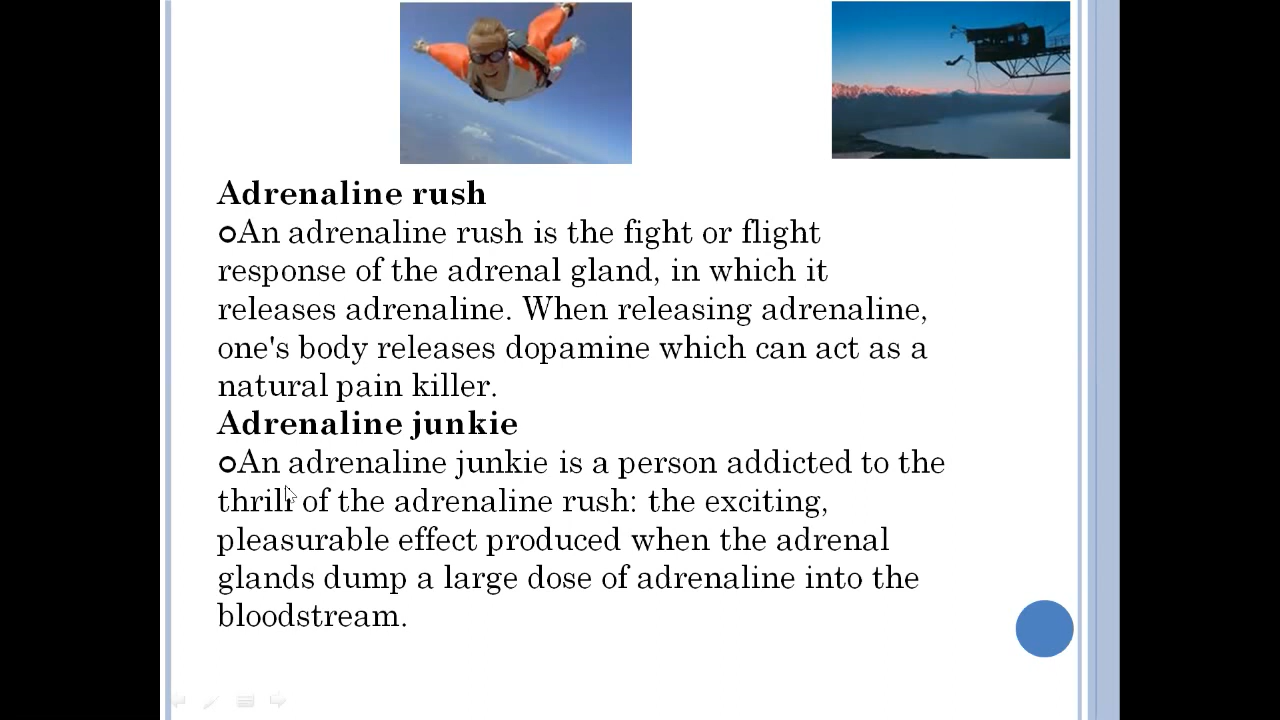 Adrenaline rush
An adrenaline rush is the fight or flight
response of the adrenal gland, in which it
releases adrenaline. When releasing adrenaline,
one's body releases dopamine which can act as a
natural pain killer.
Adrenaline junkie
An adrenaline junkie is a person addicted to the
thrill of the adrenaline rush: the exciting,
pleasurable effect produced when the adrenal
glands dump a large dose of adrenaline into the
bloodstream.